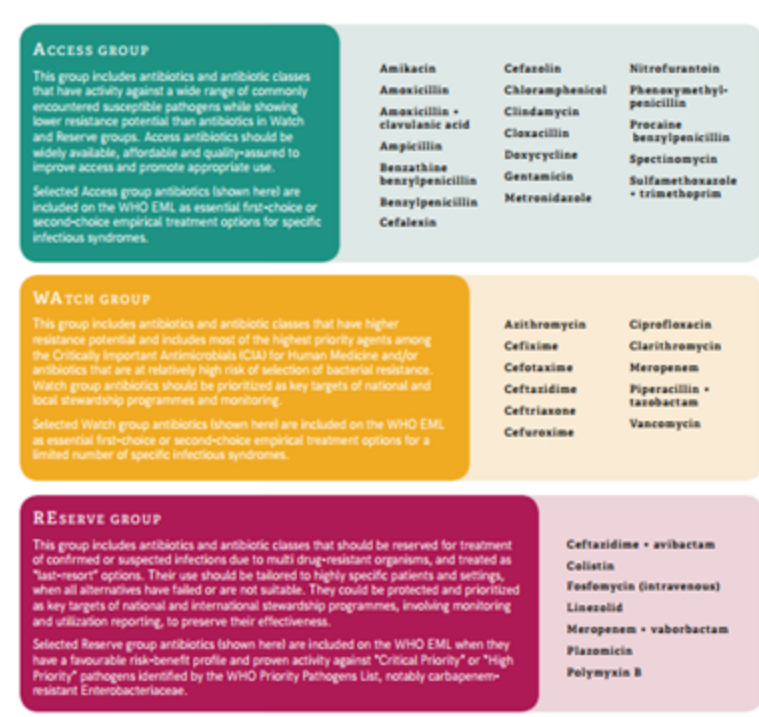 ACCESS GROUP
This group includes antibiotics and antibiotic classes
that have activity against a wide range of commonly
encountered susceptible pathogens while showing
lower resistance potential than antibiotics in Watch
and Reserve groups. Access antibiotics should be
widely available, affordable and quality-assured to
improve access and promote appropriate use.
Selected Access group antibiotics (shown here) are
included on the WHO EML as essential first-choice or
second-choice empirical treatment options for specific
infectious syndromes.
Amikacin
Amoxicillin
Amoxicillin +
clavulanic acid
Ampicillin
Benzathine
benzylpenicillin
Benzylpenicillin
Cefalexin
Cefazolin
Chloramphenicol
Clindamycin
Cloxacillin
Doxycycline
Gentamicin
Metronidazole
Nitrofurantoin
Phenoxymethyl-
penicillin
Procaine
benzylpenicillin
Spectinomycin
Sulfamethoxazole
+ trimethoprim
WATCH GROUP
This group includes antibiotics and antibiotic classes that have higher
resistance potential and includes most of the highest priority agents among
the Critically Important Antimicrobials (CIA) for Human Medicine and/or
antibiotics that are at relatively high risk of selection of bacterial resistance.
Watch group antibiotics should be prioritized as key targets of national and
local stewardship programmes and monitoring.
Selected Watch group antibiotics (shown here) are included on the WHO EML
as essential first-choice or second-choice empirical treatment options for a
limited number of specific infectious syndromes.
Azithromycin
Cefixime
Cefotaxime
Ceftazidime
Ceftriaxone
Cefuroxime
Ciprofloxacin
Clarithromycin
Meropenem
Piperacillin +
tazobactam
Vancomycin
RESERVE GROUP
This group includes antibiotics and antibiotic classes that should be reserved for treatment
of confirmed or suspected infections due to multi drug-resistant organisms, and treated as
"last-resort" options. Their use should be tailored to highly specific patients and settings,
when all alternatives have failed or are not suitable. They could be protected and prioritized
as key targets of national and international stewardship programmes, involving monitoring
and utilization reporting, to preserve their effectiveness.
Selected Reserve group antibiotics (shown here) are included on the WHO EML when they
have a favourable risk-benefit profile and proven activity against "Critical Priority" or "High
Priority" pathogens identified by the WHO Priority Pathogens List, notably carbapenem-
resistant Enterobacteriaceae.
Ceftazidime + avibactam
Colistin
Fosfomycin (intravenous)
Linezolid
Meropenem + vaborbactam
Plazomicin
Polymyxin B